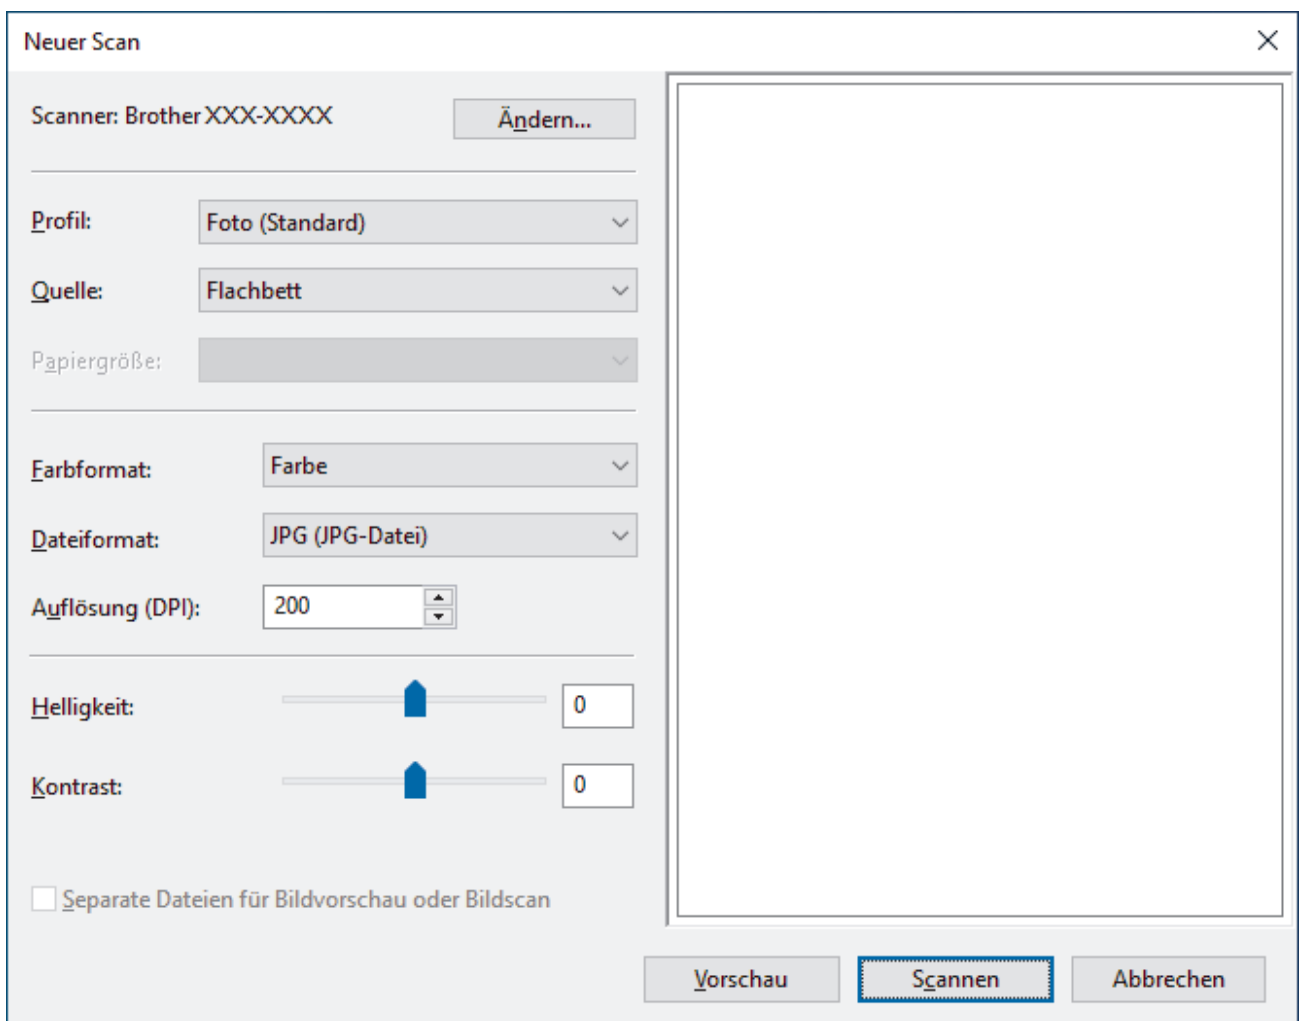 Neuer Scan
Scanner: Brother XXX-XXXX
Ändern...
Profil: Foto (Standard)
Quelle: Flachbett
Papiergröße:
Farbformat: Farbe
Dateiformat: JPG (JPG-Datei)
Auflösung (DPI): 200
Helligkeit: 0
Kontrast: 0
Separate Dateien für Bildvorschau oder Bildscan
Vorschau Scannen Abbrechen